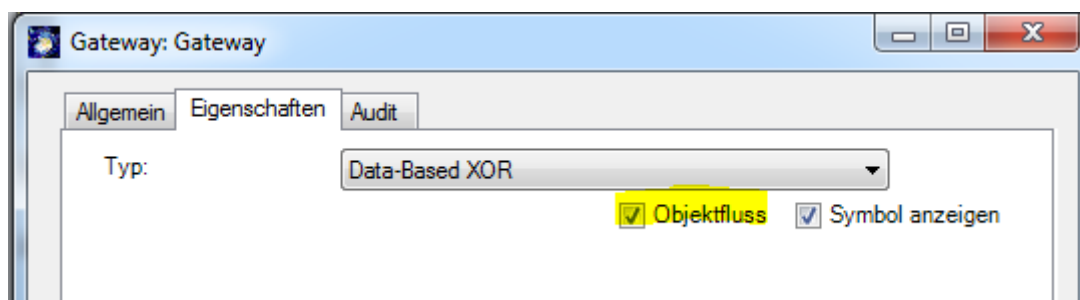 Gateway: Gateway
Allgemein Eigenschaften Audit
Typ: Data-Based XOR
Objektfluss Symbol anzeigen